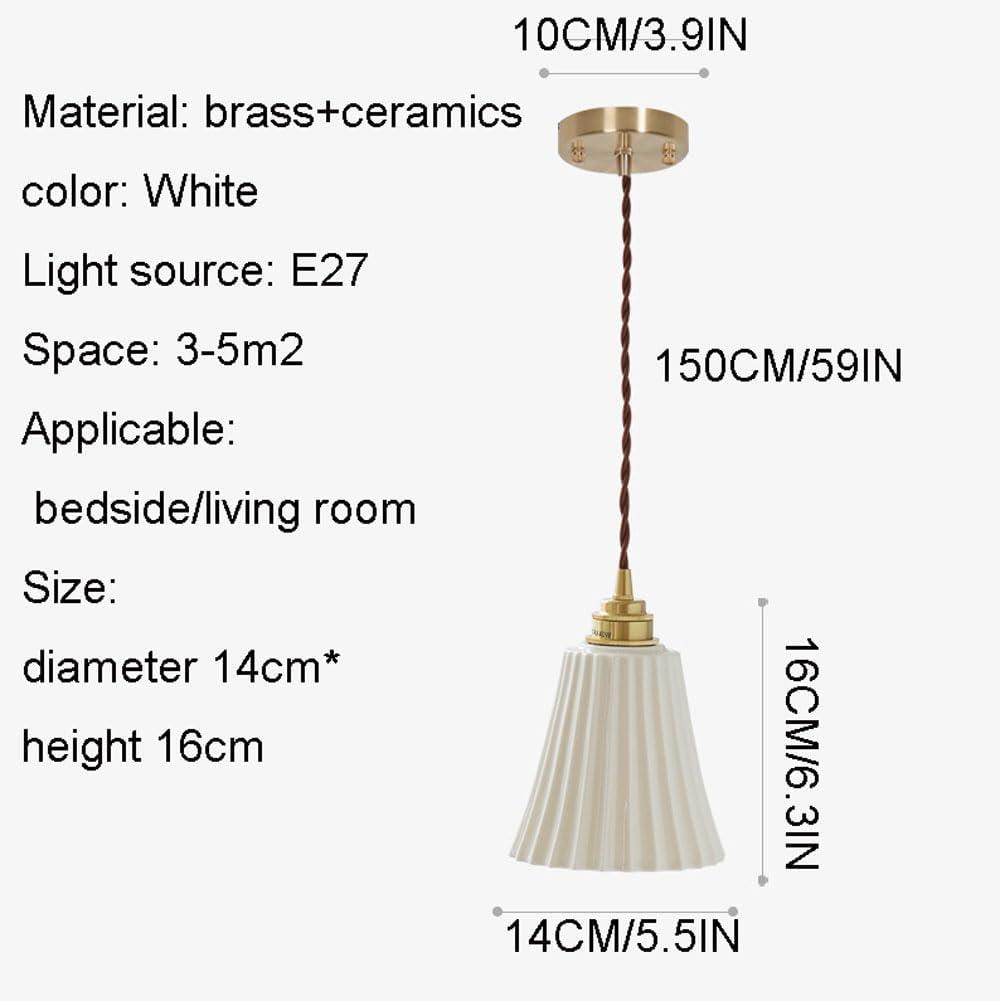 10CM/3.9IN
Material: brass+ceramics
color: White
Light source: E27
Space: 3-5m2
150CM/59IN
Applicable:
bedside/living room
Size:
diameter 14cm*
height 16cm
16CM/6.3IN
14CM/5.5IN